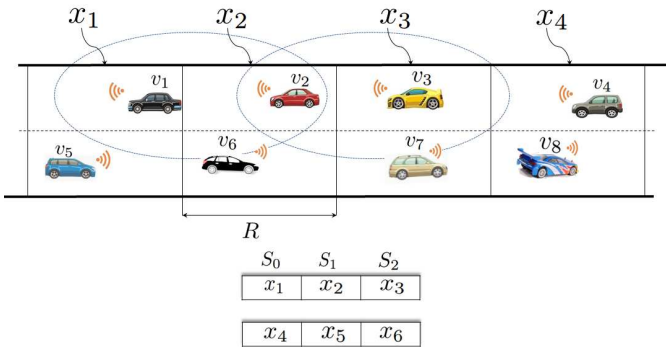 x₁ x₂ x₃ x₄
v₁ v₂ v₃ v₄
v₅ v₆ v₇ v₈
R
S₀ S₁ S₂
x₁ x₂ x₃
x₄ x₅ x₆